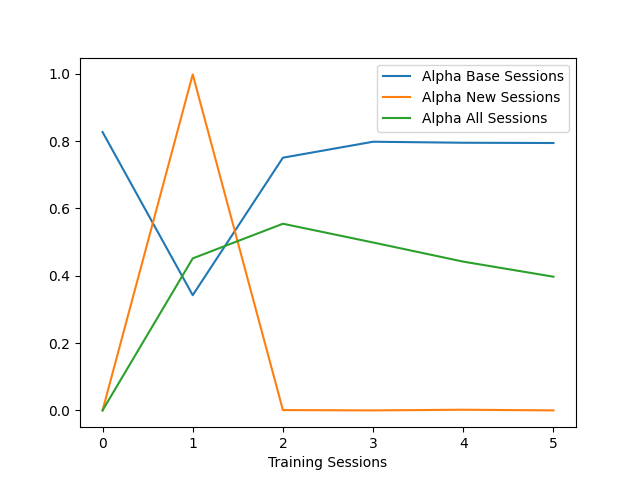 1.0
0.8
0.6
0.4
0.2
0.0
0 1 2 3 4 5
Training Sessions
Alpha Base Sessions
Alpha New Sessions
Alpha All Sessions